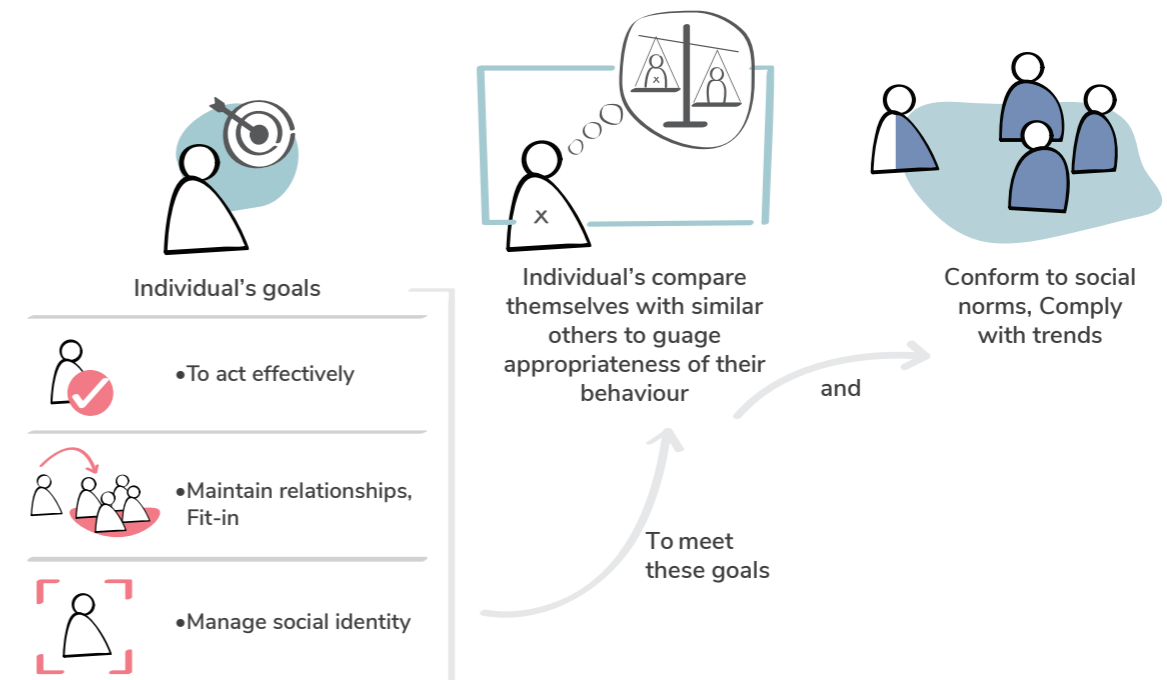 Individual's goals
•To act effectively
•Maintain relationships,
Fit-in
•Manage social identity
To meet
these goals
x
X
Individual's compare
themselves with similar
others to guage
appropriateness of their
behaviour
and
Conform to social
norms, Comply
with trends